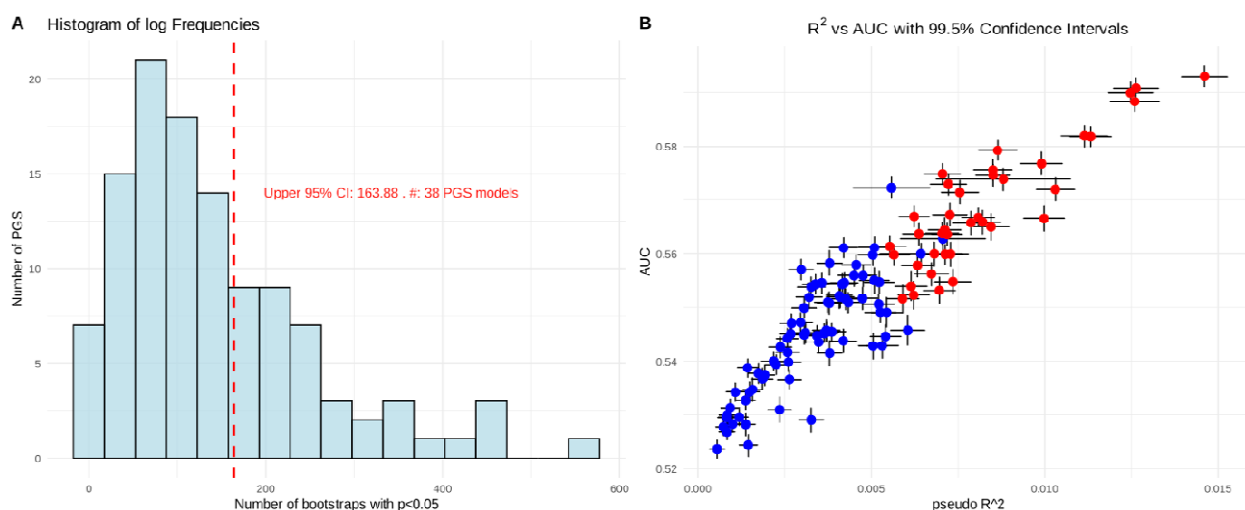 A
Histogram of log Frequencies
Number of PGS
20
15
10
5
0
Upper 95% CI: 163.88 . #: 38 PGS models
0 200 400 600
Number of bootstraps with p<0.05
B
R² vs AUC with 99.5% Confidence Intervals
AUC
0.58
0.56
0.54
0.52
0.000 0.005 0.010 0.015
pseudo R^2